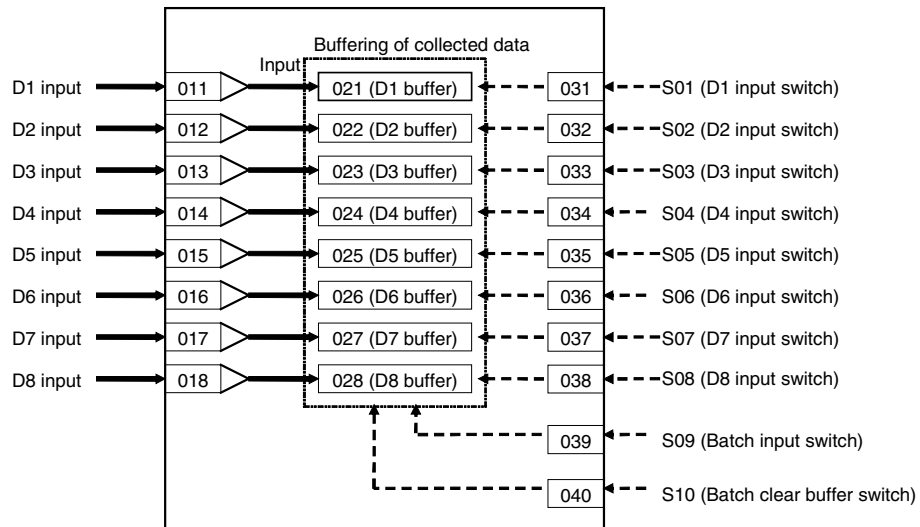 Buffering of collected data
Input
D1 input 011 021 (D1 buffer) 031 S01 (D1 input switch)
D2 input 012 022 (D2 buffer) 032 S02 (D2 input switch)
D3 input 013 023 (D3 buffer) 033 S03 (D3 input switch)
D4 input 014 024 (D4 buffer) 034 S04 (D4 input switch)
D5 input 015 025 (D5 buffer) 035 S05 (D5 input switch)
D6 input 016 026 (D6 buffer) 036 S06 (D6 input switch)
D7 input 017 027 (D7 buffer) 037 S07 (D7 input switch)
D8 input 018 028 (D8 buffer) 038 S08 (D8 input switch)
039 S09 (Batch input switch)
040 S10 (Batch clear buffer switch)